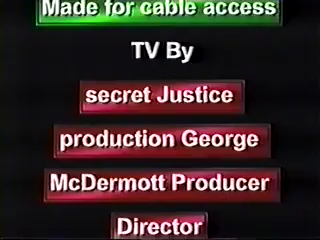 Made for cable access
TV By
secret Justice
production George
McDermott Producer
Director